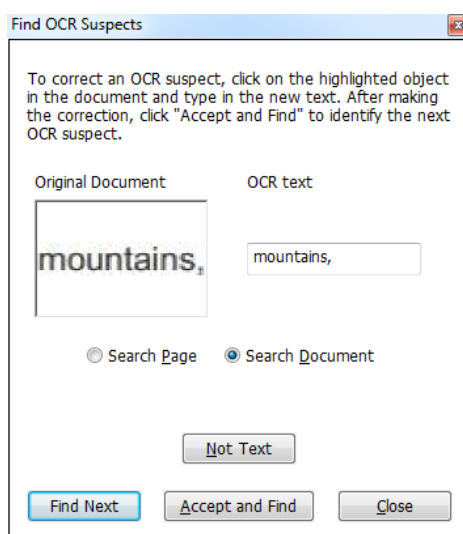 Find OCR Suspects
To correct an OCR suspect, click on the highlighted object
in the document and type in the new text. After making
the correction, click "Accept and Find" to identify the next
OCR suspect.
Original Document OCR text
mountains, mountains,
Search Page Search Document
Not Text
Find Next Accept and Find Close